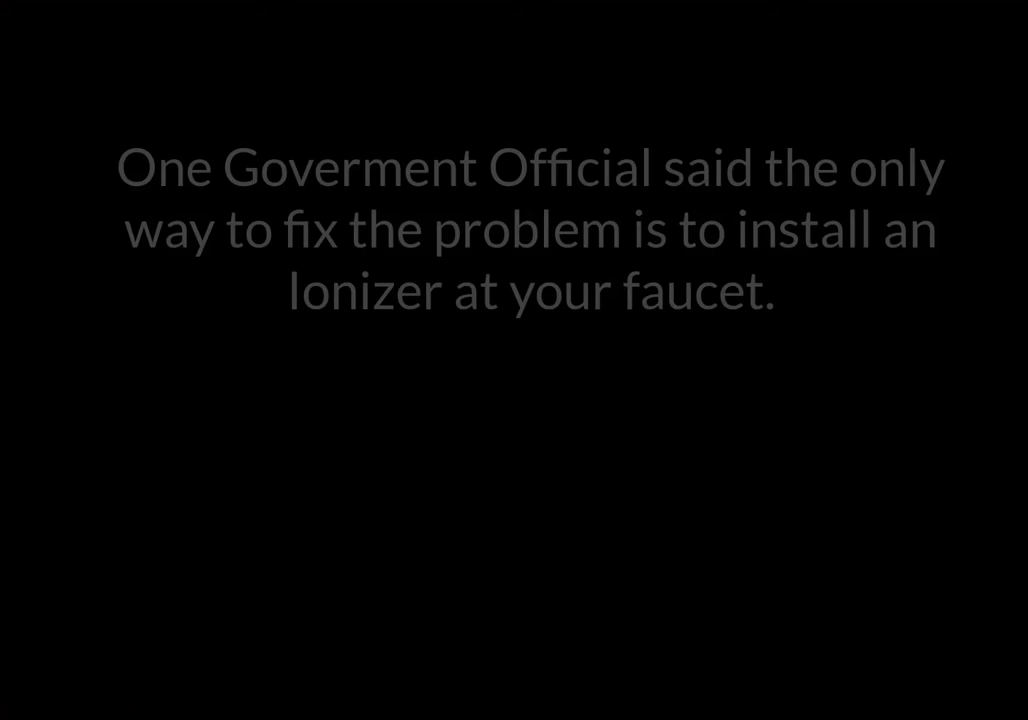 One Goverment Official said the only
way to fix the problem is to install an
Ionizer at your faucet.